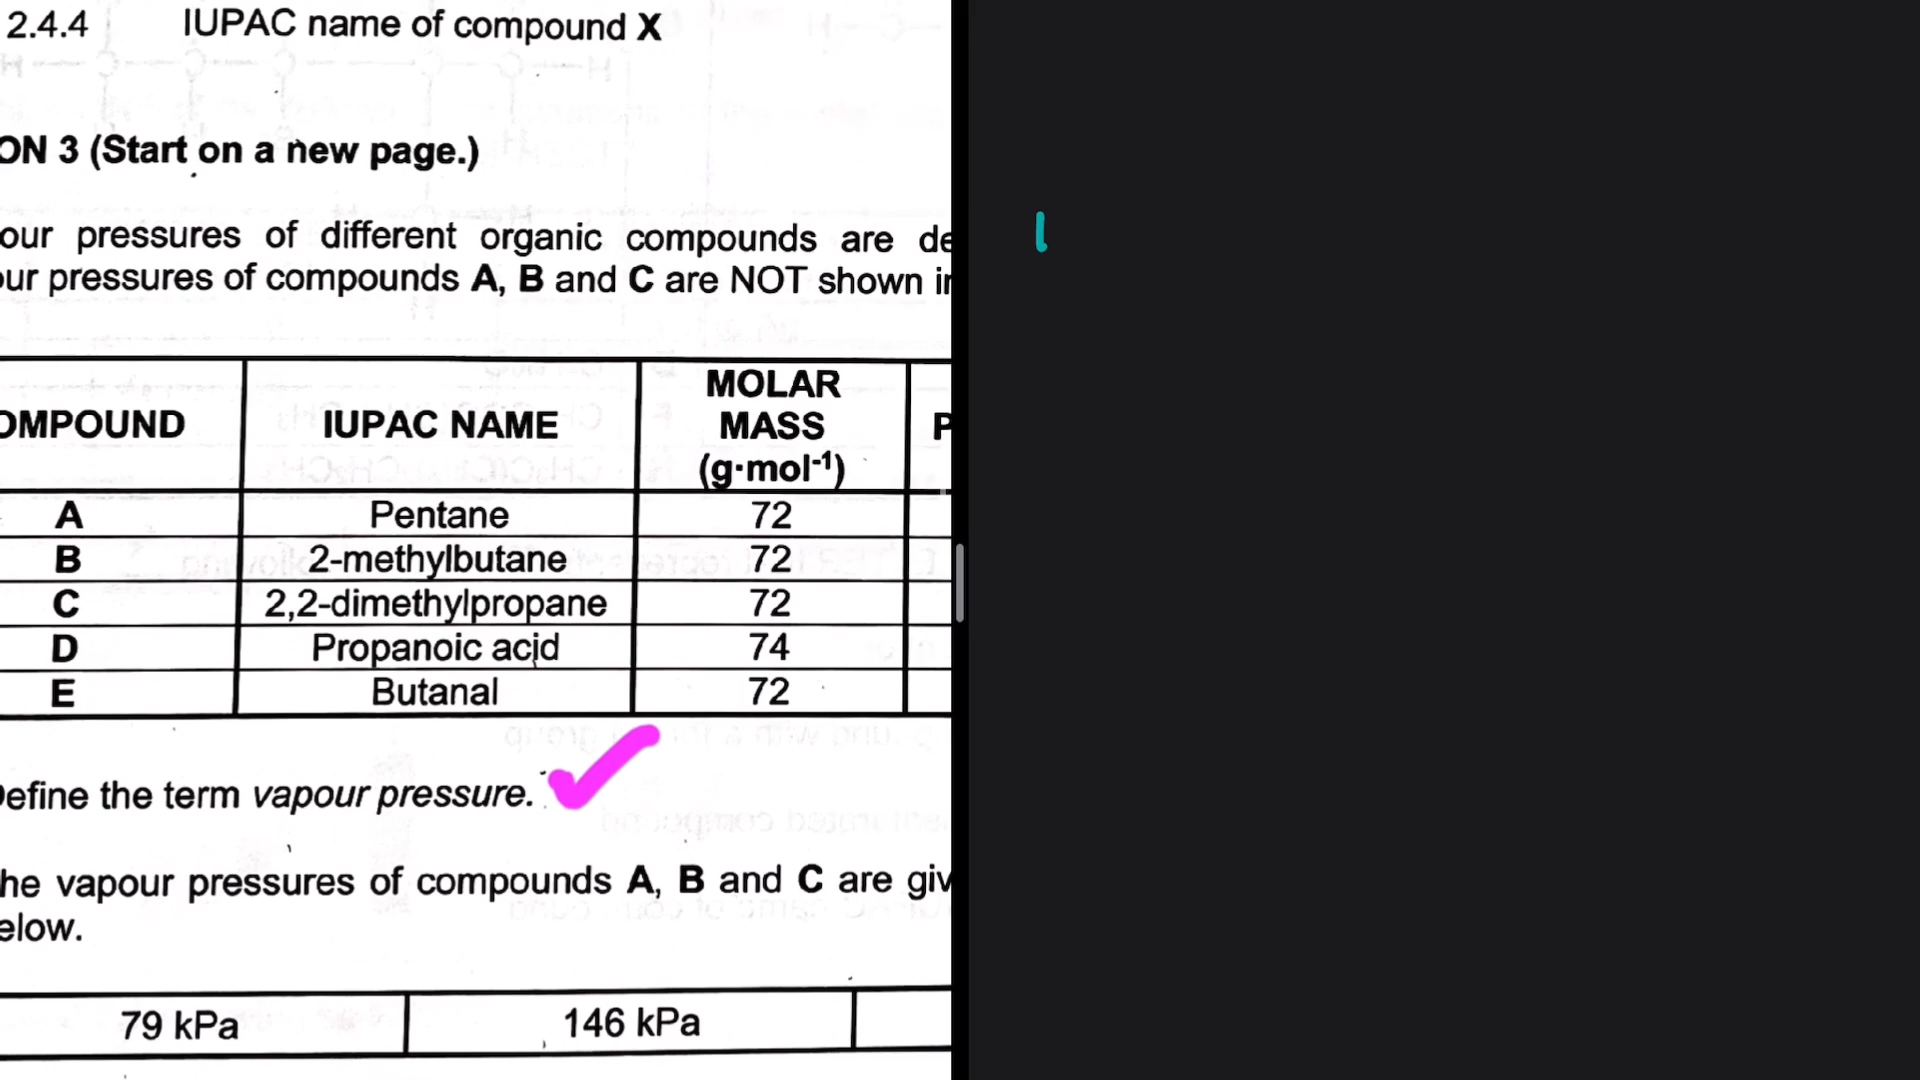 2.4.4 IUPAC name of compound X
ON 3 (Start on a new page.)
our pressures of different organic compounds are de
our pressures of compounds A, B and C are NOT shown in
OMPOUND IUPAC NAME MOLAR MASS (g·mol-1) P
A Pentane 72
B 2-methylbutane 72
C 2,2-dimethylpropane 72
D Propanoic acid 74
E Butanal 72
efine the term vapour pressure.
he vapour pressures of compounds A, B and C are giv
elow.
79 kPa 146 kPa